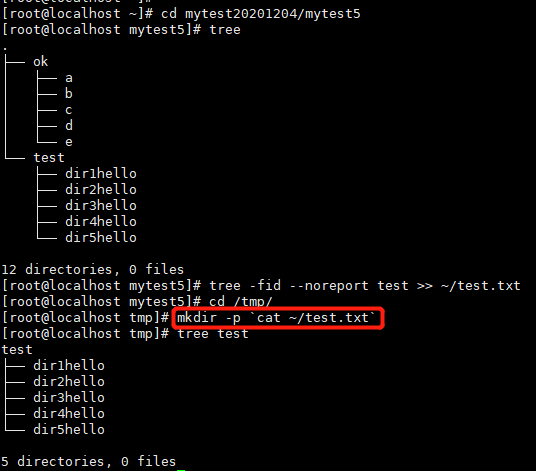 [root@localhost ~]# cd mytest20201204/mytest5
[root@localhost mytest5]# tree
.
├── ok
│   ├── a
│   ├── b
│   ├── c
│   ├── d
│   └── e
└── test
    ├── dir1hello
    ├── dir2hello
    ├── dir3hello
    ├── dir4hello
    └── dir5hello
12 directories, 0 files
[root@localhost mytest5]# tree -fid --noreport test >> ~/test.txt
[root@localhost mytest5]# cd /tmp/
[root@localhost tmp]# mkdir -p `cat ~/test.txt`
[root@localhost tmp]# tree test
test
├── dir1hello
├── dir2hello
├── dir3hello
├── dir4hello
└── dir5hello
5 directories, 0 files